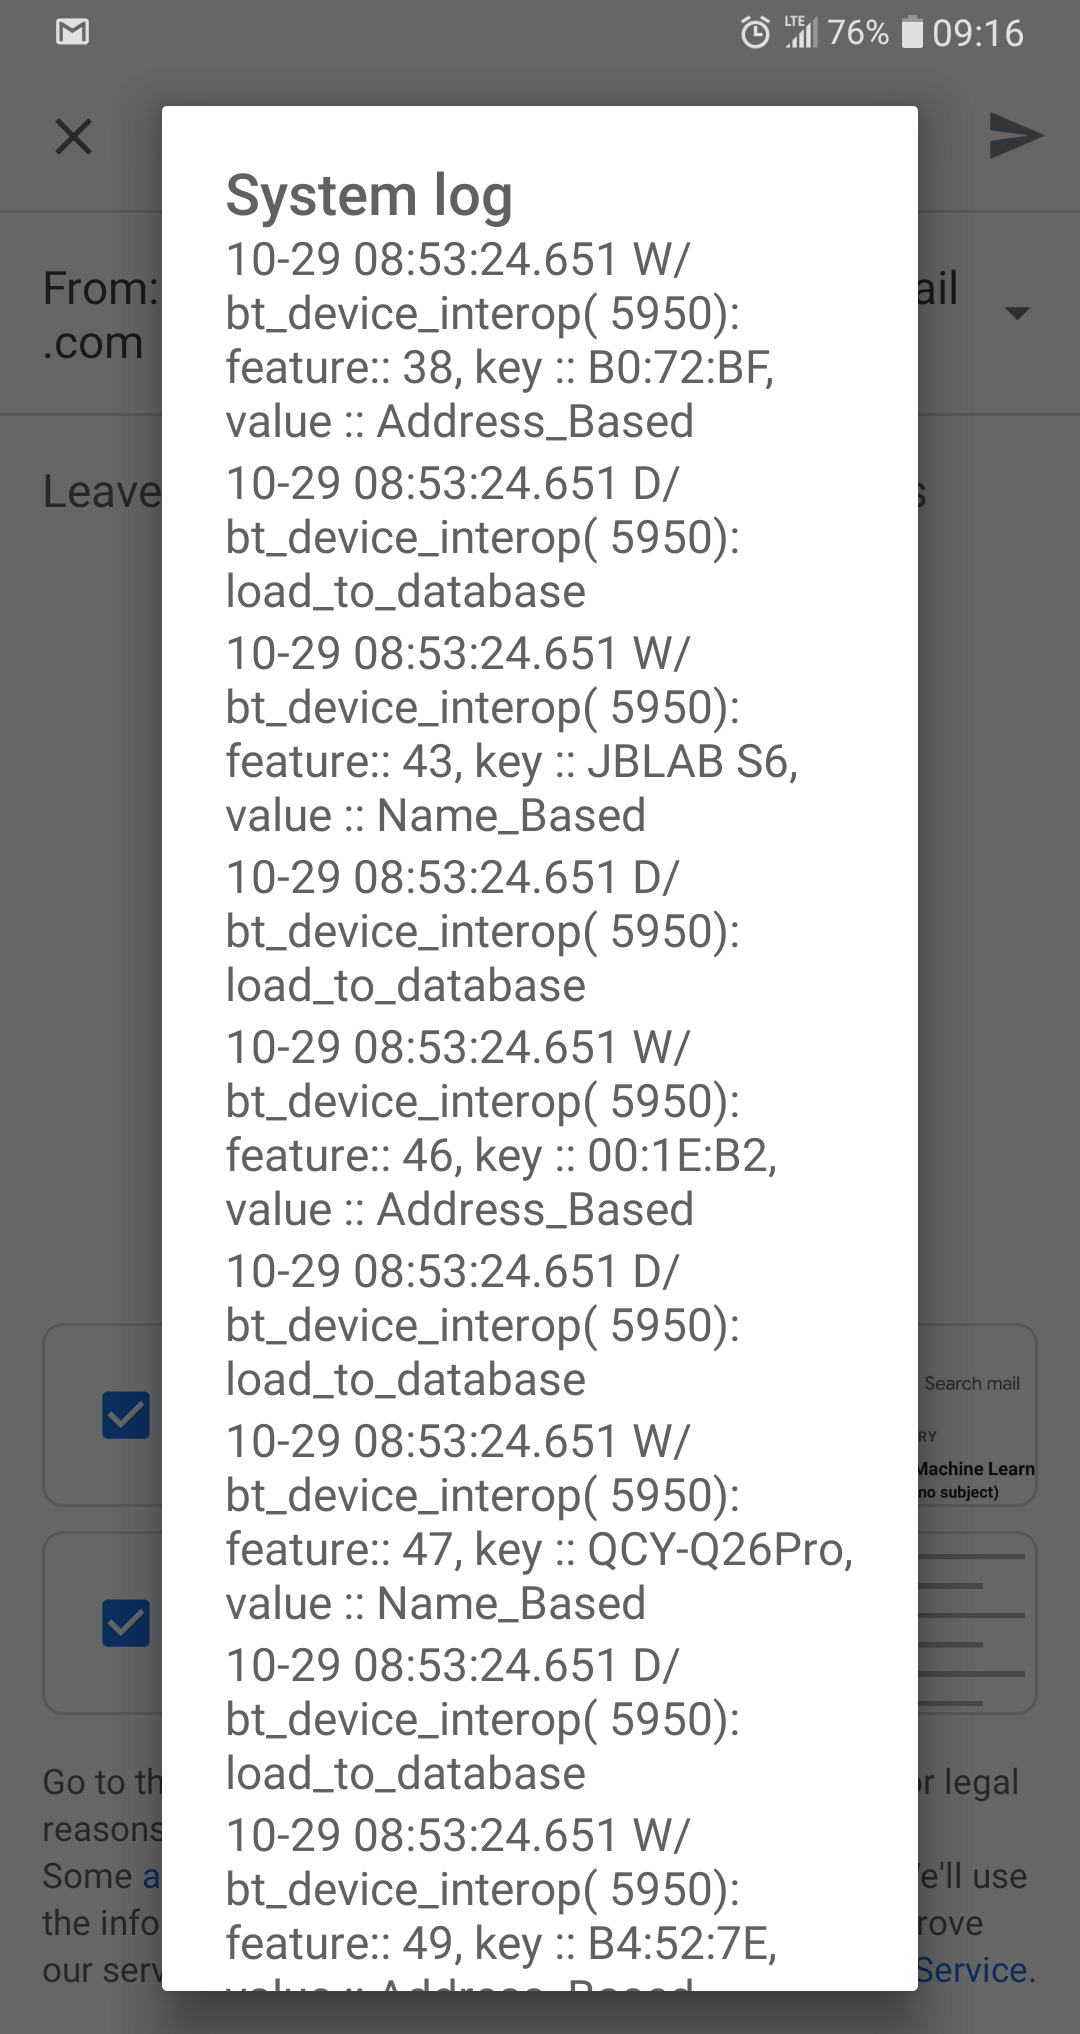 LTE 76% 09:16
System log
10-29 08:53:24.651 W/
bt_device_interop( 5950):
feature:: 38, key :: B0:72:BF,
value :: Address_Based
10-29 08:53:24.651 D/
bt_device_interop( 5950):
load_to_database
10-29 08:53:24.651 W/
bt_device_interop( 5950):
feature:: 43, key :: JBLAB S6,
value :: Name_Based
10-29 08:53:24.651 D/
bt_device_interop( 5950):
load_to_database
10-29 08:53:24.651 W/
bt_device_interop( 5950):
feature:: 46, key :: 00:1E:B2,
value :: Address_Based
10-29 08:53:24.651 D/
bt_device_interop( 5950):
load_to_database
10-29 08:53:24.651 W/
bt_device_interop( 5950):
feature:: 47, key :: QCY-Q26Pro,
value :: Name_Based
10-29 08:53:24.651 D/
bt_device_interop( 5950):
load_to_database
10-29 08:53:24.651 W/
bt_device_interop( 5950):
feature:: 49, key :: B4:52:7E,
value :: Address_Based
From: ail
.com
Leave
Search mail
RY
Machine Learn
no subject)
Go to th r legal
reasons
Some a e'll use
the info rove
our serv Service.